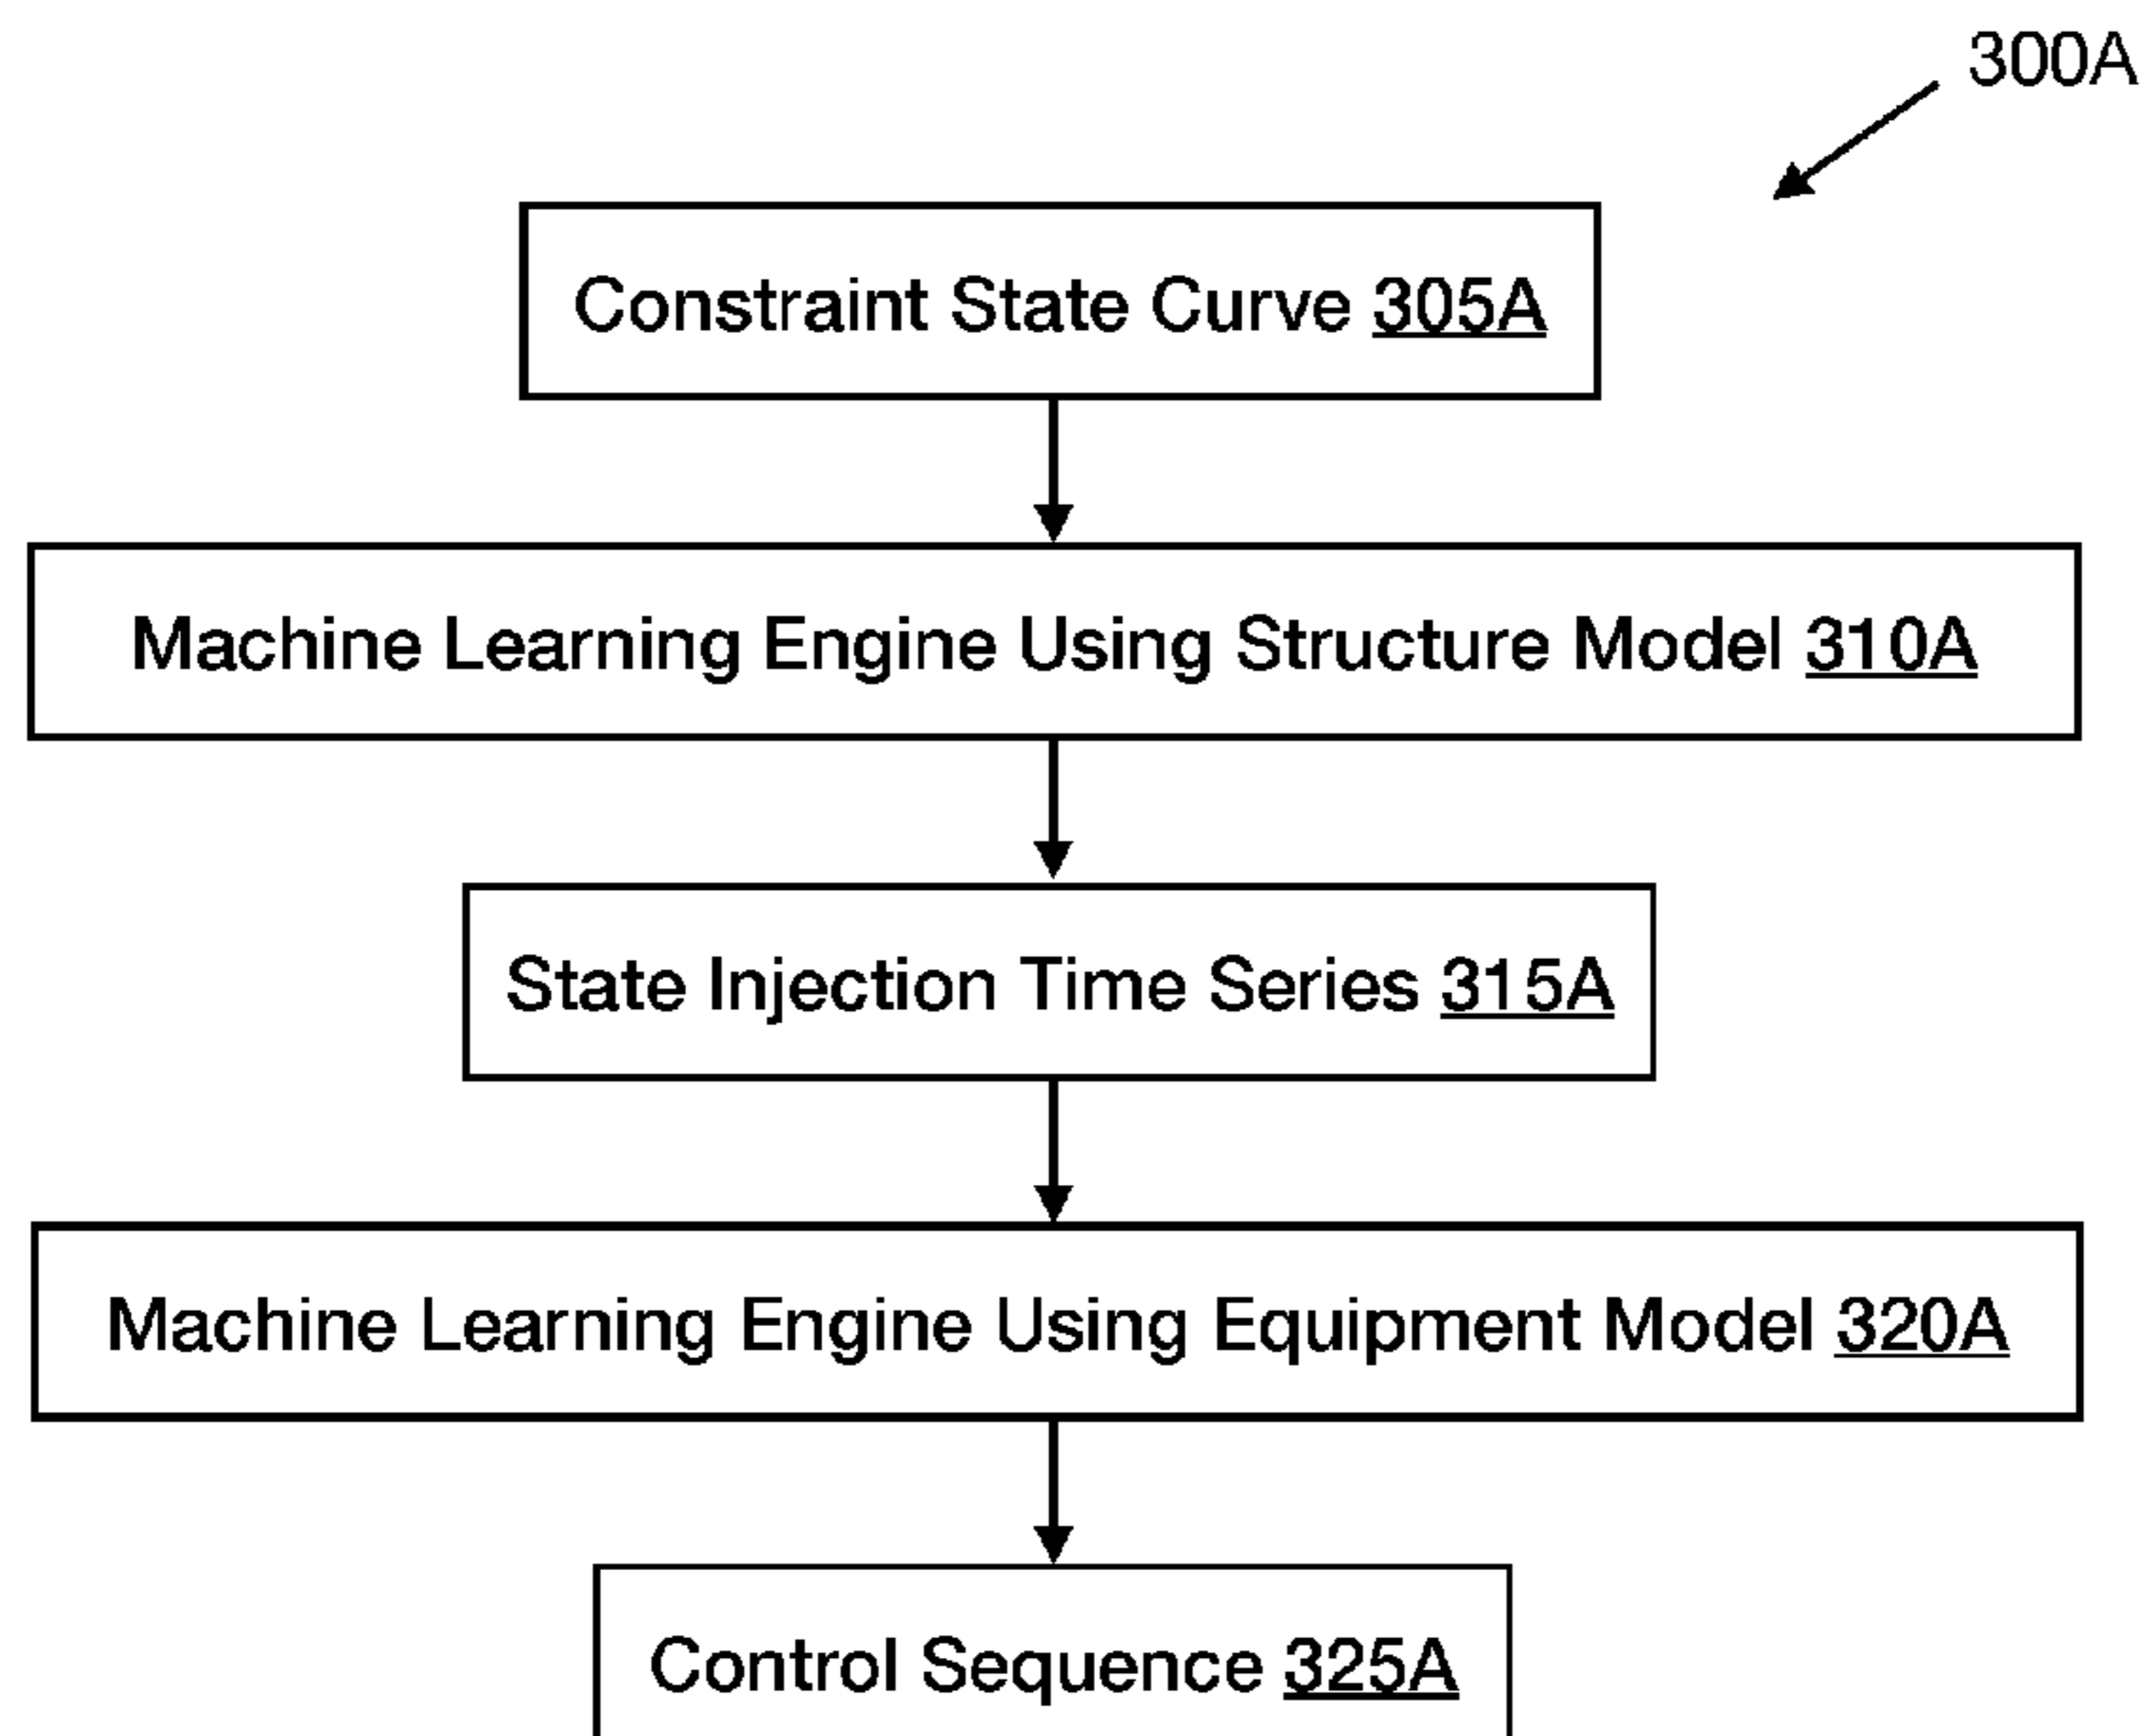 300A
Constraint State Curve 305A
Machine Learning Engine Using Structure Model 310A
State Injection Time Series 315A
Machine Learning Engine Using Equipment Model 320A
Control Sequence 325A